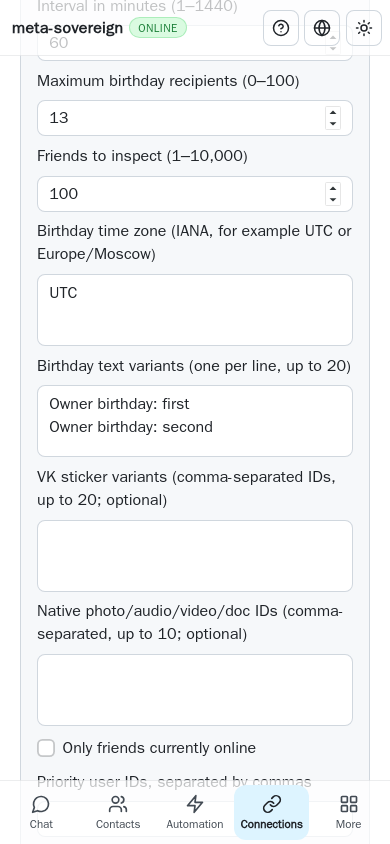 Interval in minutes (1–1440)
meta-sovereign ONLINE
60
Maximum birthday recipients (0–100)
13
Friends to inspect (1–10,000)
100
Birthday time zone (IANA, for example UTC or
Europe/Moscow)
UTC
Birthday text variants (one per line, up to 20)
Owner birthday: first
Owner birthday: second
VK sticker variants (comma-separated IDs,
up to 20; optional)
Native photo/audio/video/doc IDs (comma-
separated, up to 10; optional)
Only friends currently online
Priority user IDs, separated by commas
Chat Contacts Automation Connections More